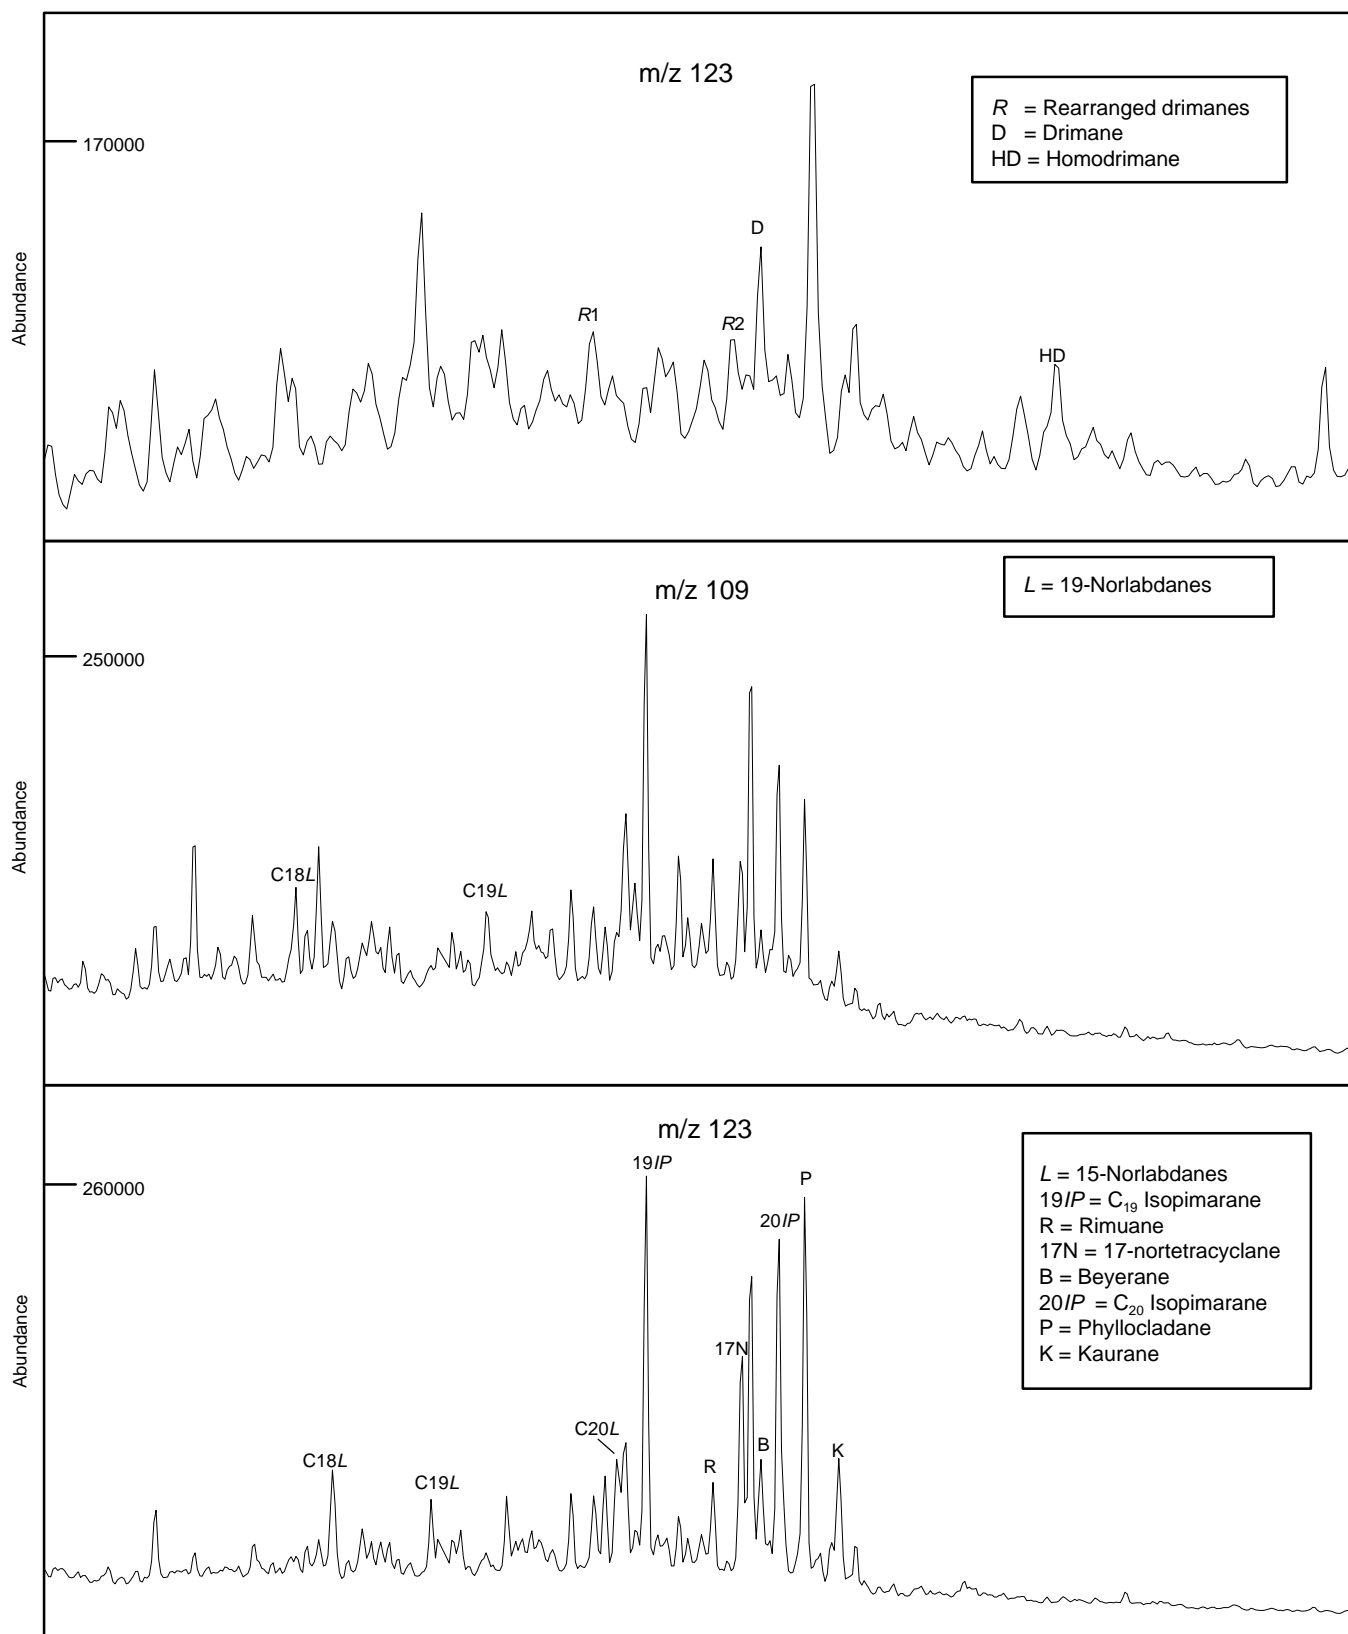 m/z 123
R = Rearranged drimanes
D = Drimane
HD = Homodrimane
170000
Abundance
R1
R2
D
HD
m/z 109
L = 19-Norlabdanes
250000
Abundance
C18L
C19L
m/z 123
L = 15-Norlabdanes
19IP = C19 Isopimarane
R = Rimuane
17N = 17-nortetracyclane
B = Beyerane
20IP = C20 Isopimarane
P = Phyllocladane
K = Kaurane
260000
Abundance
C18L
C19L
C20L
19IP
R
17N
B
20IP
P
K